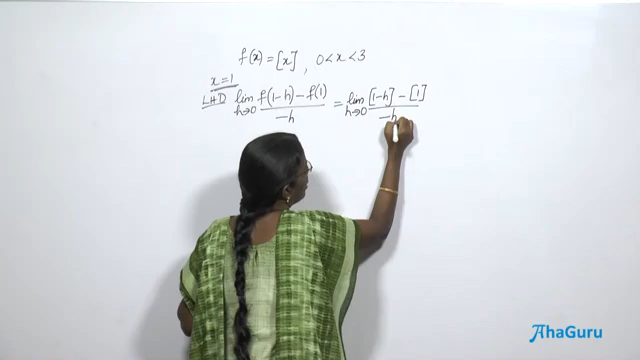 f(x) = [x] , 0 < x < 3
x = 1
LHD lim h→0 f(1-h) - f(1) / -h = lim h→0 [1-h] - [1] / -h
AhaGuru